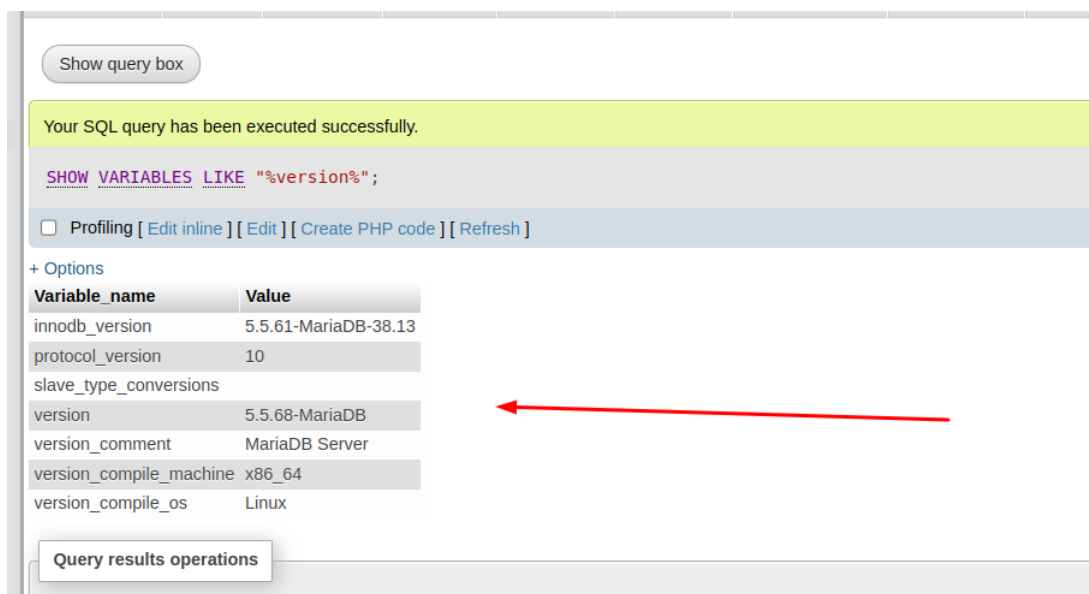 Show query box
Your SQL query has been executed successfully.
SHOW VARIABLES LIKE "%version%";
Profiling [ Edit inline ] [ Edit ] [ Create PHP code ] [ Refresh ]
+ Options
Variable_name Value
innodb_version 5.5.61-MariaDB-38.13
protocol_version 10
slave_type_conversions
version 5.5.68-MariaDB
version_comment MariaDB Server
version_compile_machine x86_64
version_compile_os Linux
Query results operations